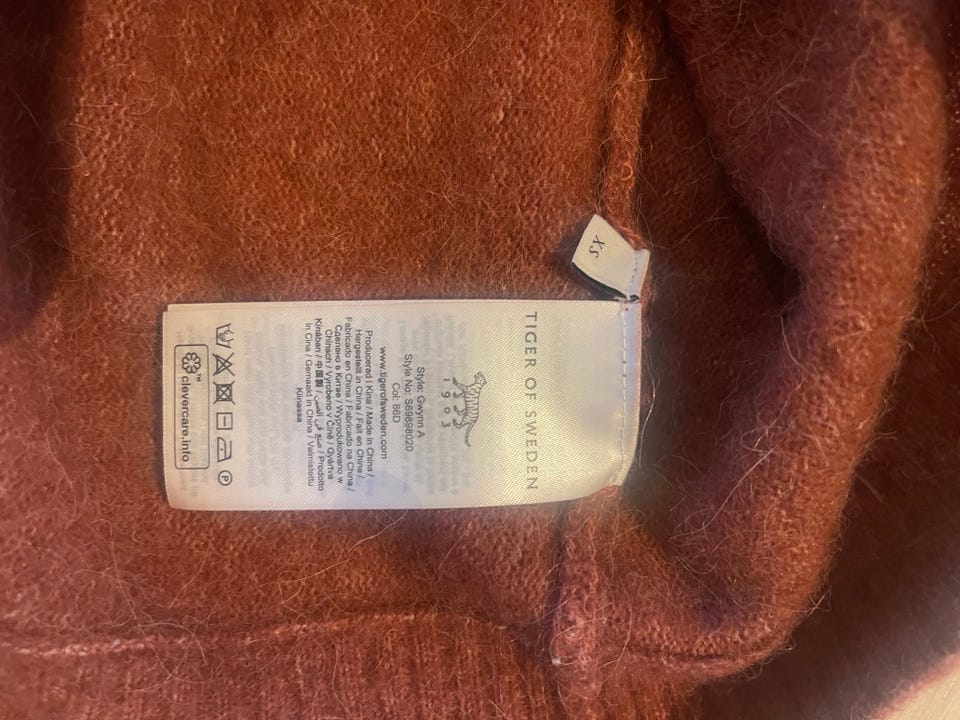 XS
TIGER OF SWEDEN
1903
Style: Gwynn A
Style No: S69898020
Col: 86D
www.tigerofsweden.com
Producerad i Kina / Made in China /
Hergestellt in China / Fait en Chine /
Fabricado en China / Fabricado na China /
Сделано в Китае / Wyprodukowano w
Chinach / Vyrobeno v Číně / Gyártva
Kínában / 中国製 / صنع في الصين / Prodotto
in Cina / Gemaakt in China / Valmistettu
Kiinassa
P
clevercare.info